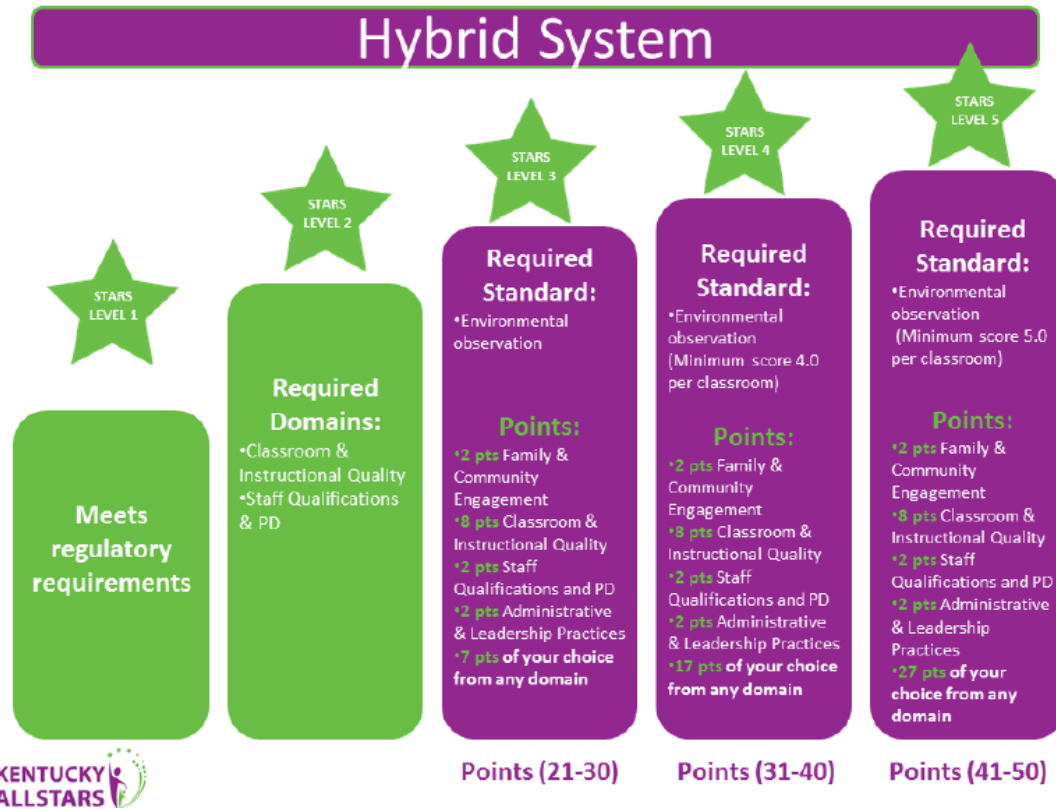 Hybrid System
STARS
LEVEL 1
Meets
regulatory
requirements
STARS
LEVEL 2
Required
Domains:
•Classroom &
Instructional Quality
•Staff Qualifications
& PD
STARS
LEVEL 3
Required
Standard:
•Environmental
observation
Points:
•2 pts Family &
Community
Engagement
•8 pts Classroom &
Instructional Quality
•2 pts Staff
Qualifications and PD
•2 pts Administrative
& Leadership Practices
•7 pts of your choice
from any domain
Points (21-30)
STARS
LEVEL 4
Required
Standard:
•Environmental
observation
(Minimum score 4.0
per classroom)
Points:
•2 pts Family &
Community
Engagement
•8 pts Classroom &
Instructional Quality
•2 pts Staff
Qualifications and PD
•2 pts Administrative
& Leadership Practices
•17 pts of your choice
from any domain
Points (31-40)
STARS
LEVEL 5
Required
Standard:
•Environmental
observation
(Minimum score 5.0
per classroom)
Points:
•2 pts Family &
Community
Engagement
•8 pts Classroom &
Instructional Quality
•2 pts Staff
Qualifications and PD
•2 pts Administrative
& Leadership
Practices
•27 pts of your
choice from any
domain
Points (41-50)
KENTUCKY
ALLSTARS